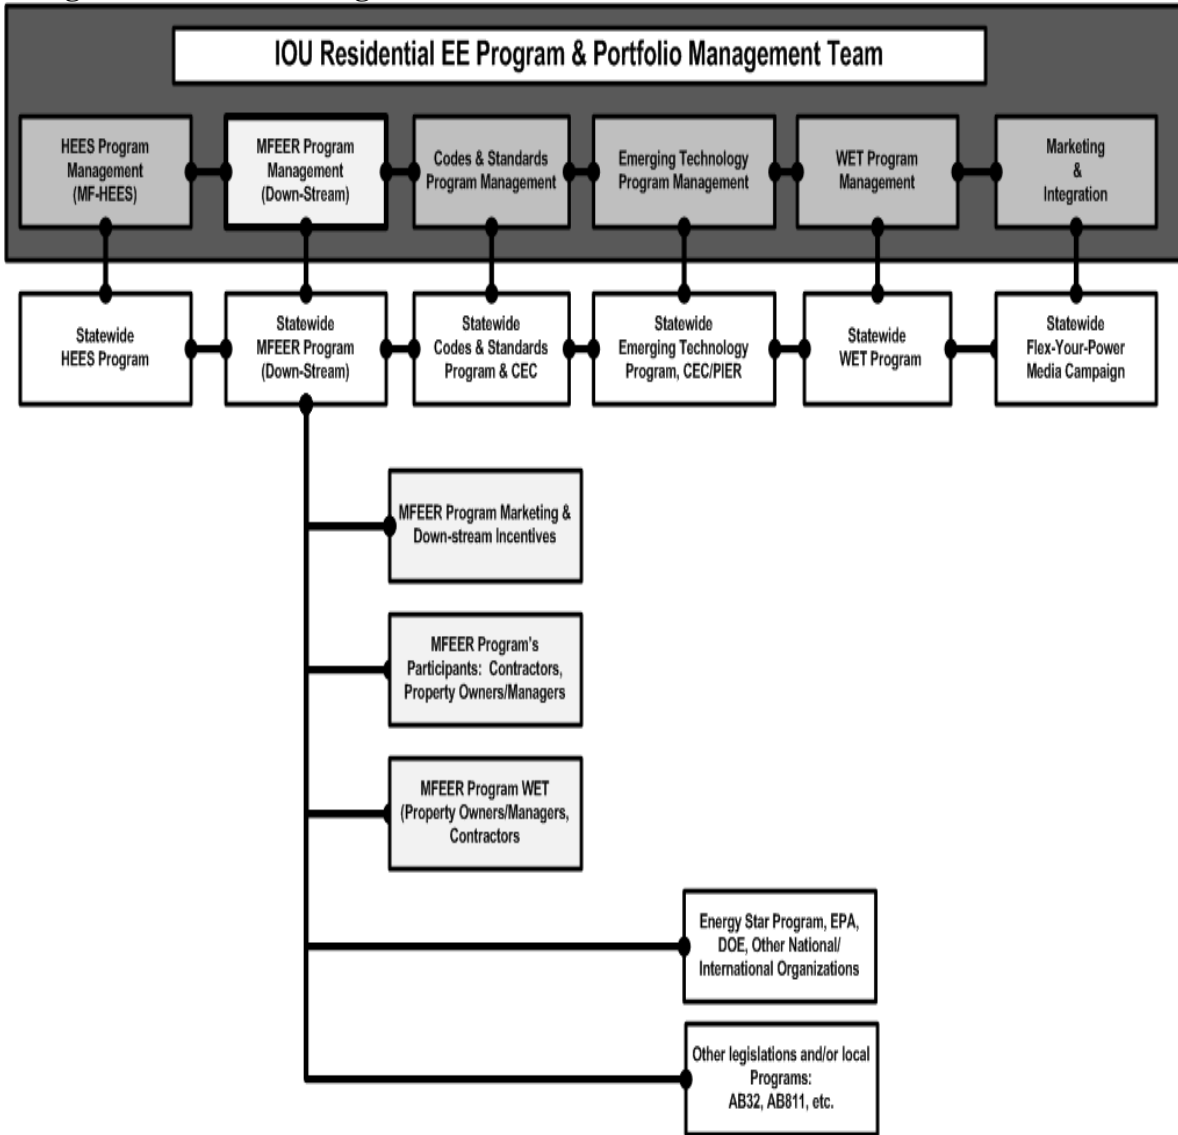 IOU Residential EE Program & Portfolio Management Team
HEES Program
Management
(MF-HEES)
MFEER Program
Management
(Down-Stream)
Codes & Standards
Program Management
Emerging Technology
Program Management
WET Program
Management
Marketing
&
Integration
Statewide
HEES Program
Statewide
MFEER Program
(Down-Stream)
Statewide
Codes & Standards
Program & CEC
Statewide
Emerging Technology
Program, CEC/PIER
Statewide
WET Program
Statewide
Flex-Your-Power
Media Campaign
MFEER Program Marketing &
Down-stream Incentives
MFEER Program's
Participants: Contractors,
Property Owners/Managers
MFEER Program WET
(Property Owners/Managers,
Contractors
Energy Star Program, EPA,
DOE, Other National/
International Organizations
Other legislations and/or local
Programs:
AB32, AB811, etc.